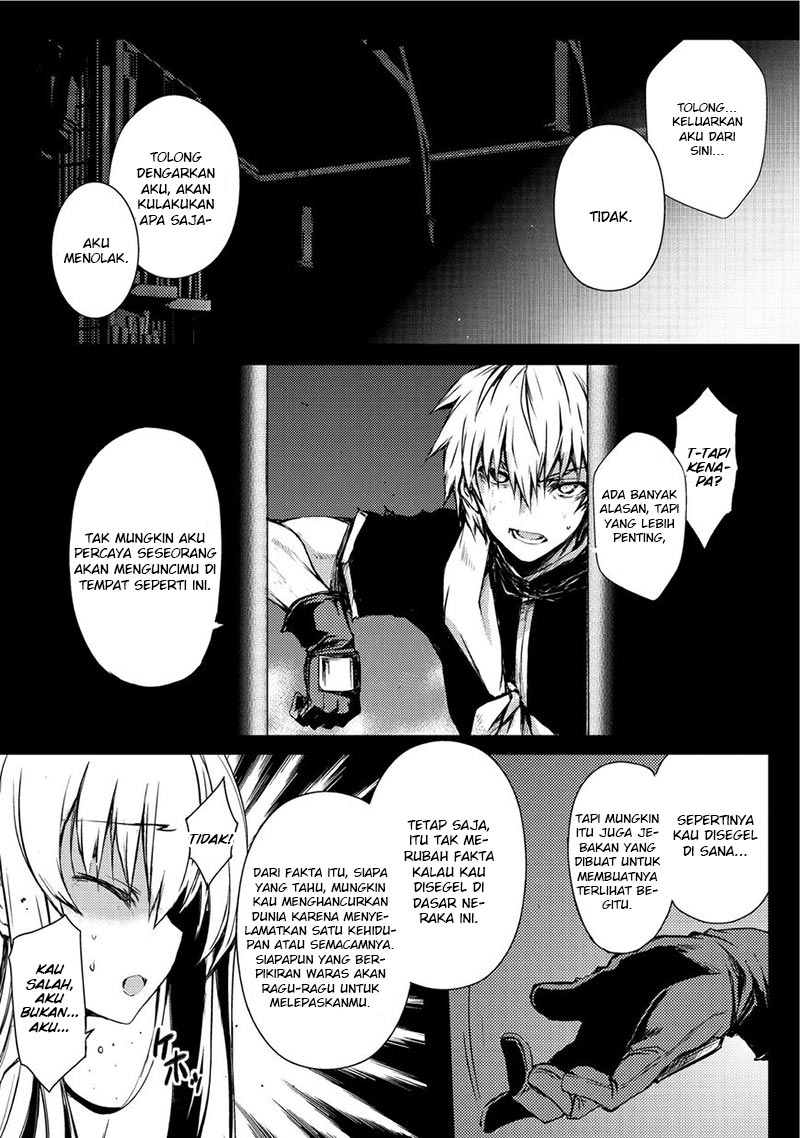 TOLONG...
KELUARKAN
AKU DARI
SINI...
TIDAK.
TOLONG
DENGARKAN
AKU, AKAN
KULAKUKAN
APA SAJA-
AKU
MENOLAK.
T-TAPI
KENA-
PA?
ADA BANYAK
ALASAN, TAPI
YANG LEBIH
PENTING,
TAK MUNGKIN AKU
PERCAYA SESEORANG
AKAN MENGUNCIMU DI
TEMPAT SEPERTI INI.
SEPERTINYA
KAU DISEGEL
DI SANA...
TAPI MUNGKIN
ITU JUGA JE-
BAKAN YANG
DIBUAT UNTUK
MEMBUATNYA
TERLIHAT BE-
GITU.
TETAP SAJA,
ITU TAK ME-
RUBAH FAKTA
KALAU KAU
DISEGEL DI
DASAR NE-
RAKA INI.
DARI FAKTA ITU, SIAPA
YANG TAHU, MUNGKIN
KAU MENGHANCURKAN
DUNIA KARENA MENYE-
LAMATKAN SATU KEHIDU-
PAN ATAU SEMACAMNYA.
SIAPAPUN YANG BER-
PIKIRAN WARAS AKAN
RAGU-RAGU UNTUK
MELEPASKANMU.
TIDAK!
KAU
SALAH,
AKU
BUKAN...
AKU...
ケホッ